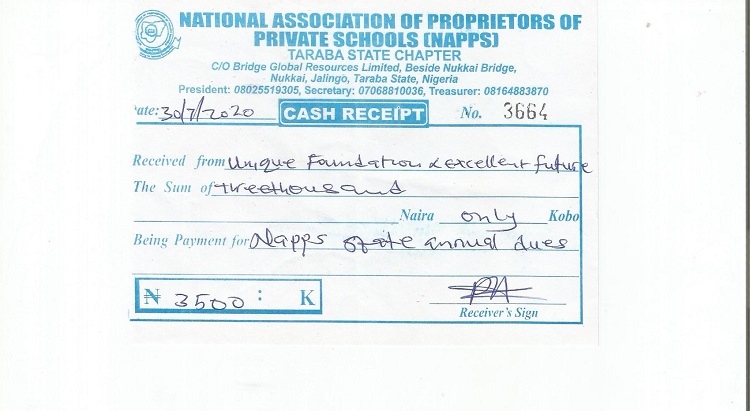 NATIONAL ASSOCIATION OF PROPRIETORS OF
PRIVATE SCHOOLS (NAPPS)
TARABA STATE CHAPTER
C/O Bridge Global Resources Limited, Beside Nukkai Bridge,
Nukkai, Jalingo, Taraba State, Nigeria
President: 08025519305, Secretary: 07068810036, Treasurer: 08164883870
ate: 30/7/2020 CASH RECEIPT No. 3664
Received from Unique Foundation & excellent future
The Sum of threethousand
Naira only Kobo
Being Payment for Napps state annual dues
₦ 3500 : K
Receiver's Sign